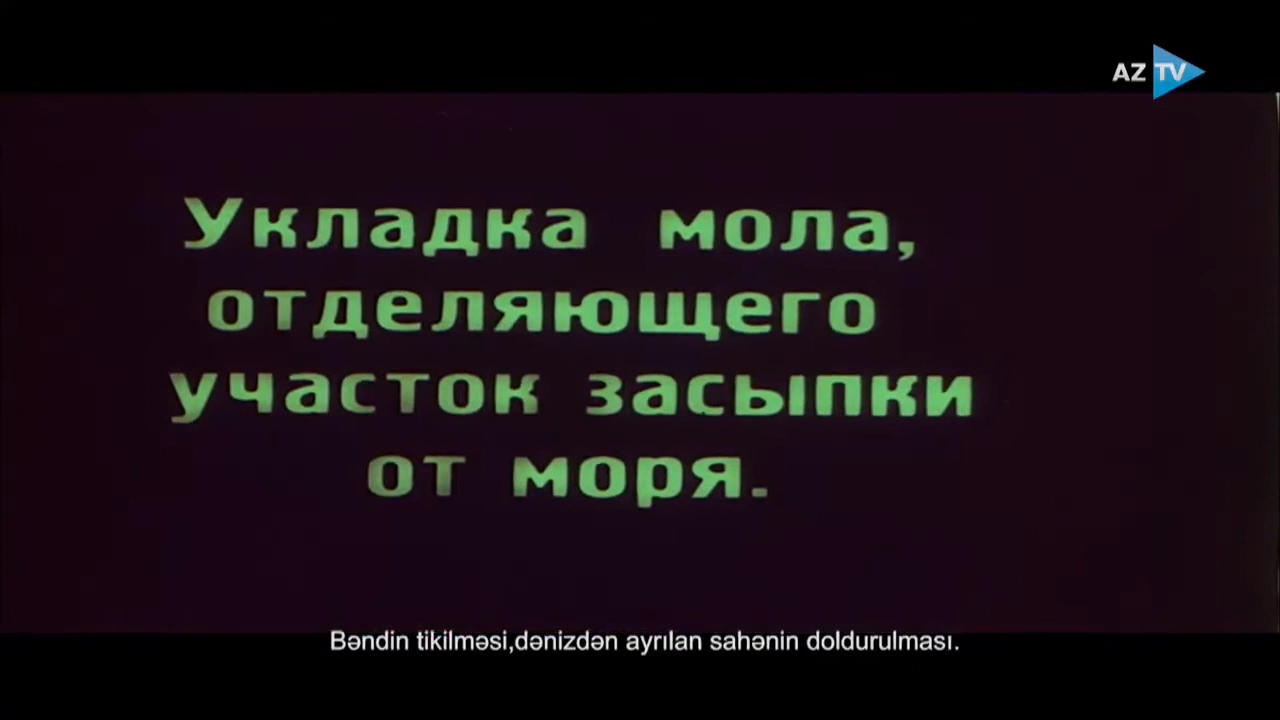 AZ TV
Укладка мола,
отделяющего
участок засыпки
от моря.
Bəndin tikilməsi,dənizdən ayrılan sahənin doldurulması.